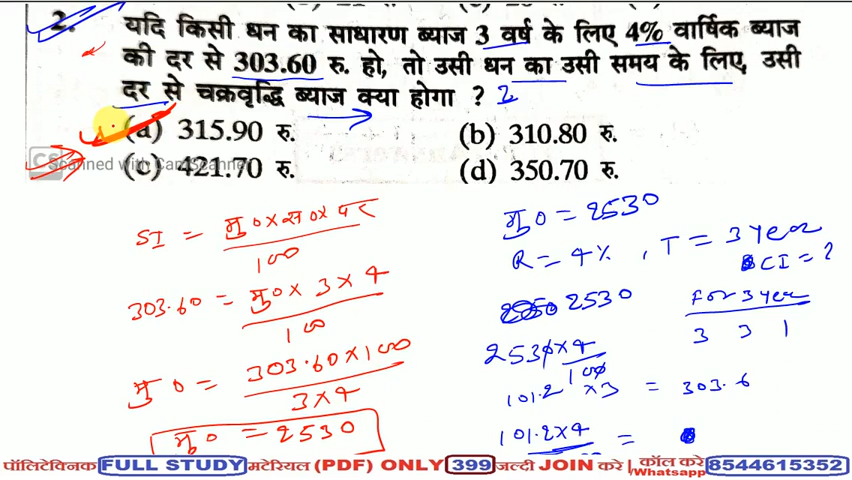 2. यदि किसी धन का साधारण ब्याज 3 वर्ष के लिए 4% वार्षिक ब्याज
की दर से 303.60 रु. हो, तो उसी धन का उसी समय के लिए, उसी
दर से चक्रवृद्धि ब्याज क्या होगा ? 2
(a) 315.90 रु. (b) 310.80 रु.
CS Scanned with CamScanner
(c) 421.70 रु. (d) 350.70 रु.
SI = मू० × स० × दर
100
303.60 = मू० × 3 × 4
100
मू० = 303.60 × 100
3 × 4
मू० = 2530
मू० = 2530
R = 4%, T = 3 Year
CI = ?
2530
For 3 year
3 3 1
2530 × 4
100
101.2 × 3 = 303.6
101.2 × 4 =
पॉलिटेक्निक FULL STUDY मटेरियल (PDF) ONLY 399 जल्दी JOIN करे | कॉल करे/Whatsapp 8544615352